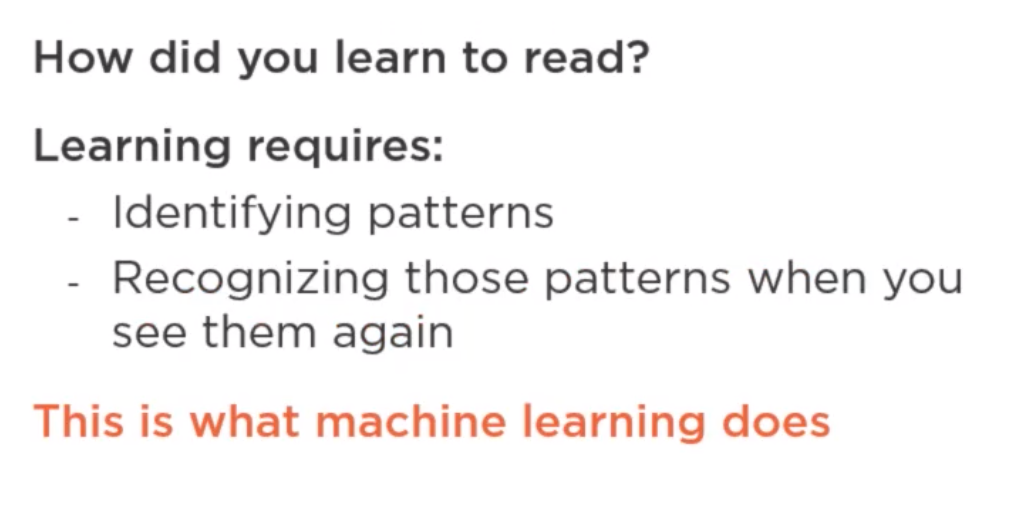 How did you learn to read?
Learning requires:
- Identifying patterns
- Recognizing those patterns when you
see them again
This is what machine learning does